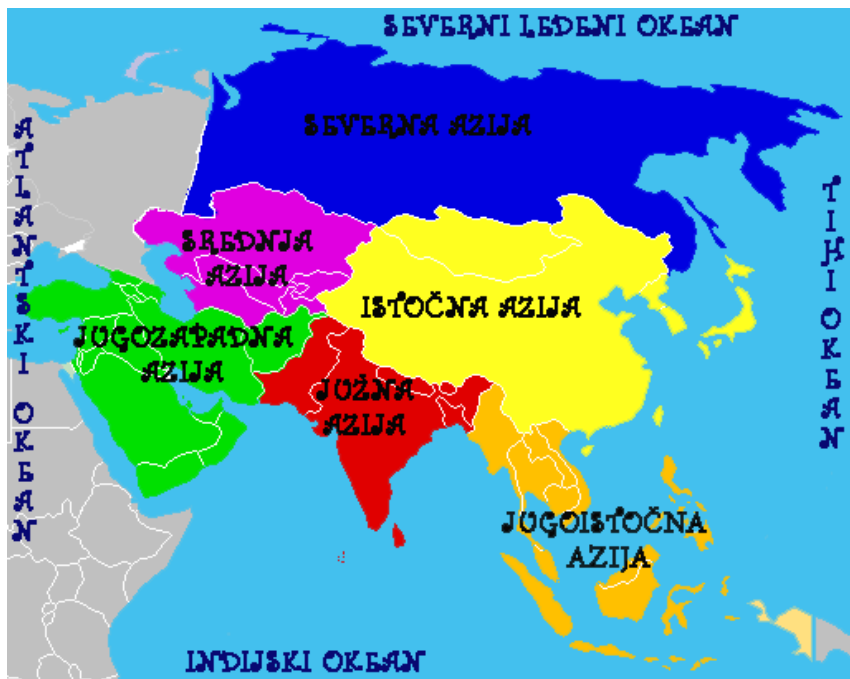 SEVERNI LEDENI OKEAN
SEVERNA AZIJA
ATLANTSKI OKEAN
TIHI OKEAN
SREDNJA
AZIJA
ISTOČNA AZIJA
JUGOZAPADNA
AZIJA
JUŽNA
AZIJA
JUGOISTOČNA
AZIJA
INDIJSKI OKEAN